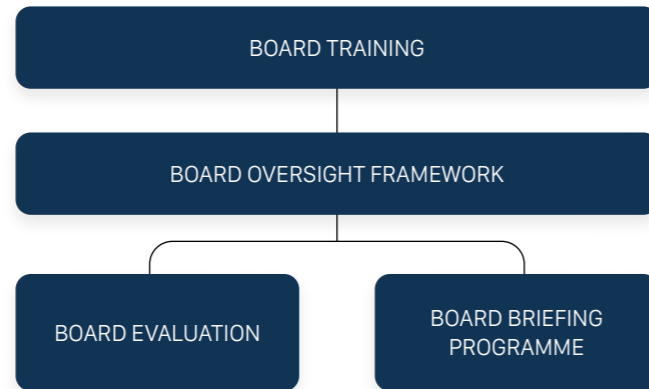 BOARD TRAINING
BOARD OVERSIGHT FRAMEWORK
BOARD EVALUATION
BOARD BRIEFING
PROGRAMME